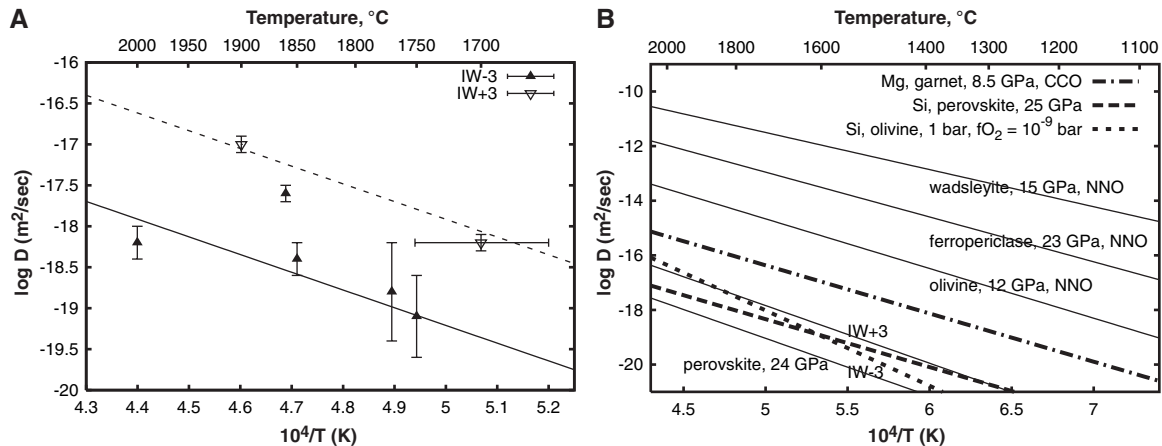 A
Temperature, °C
2000 1950 1900 1850 1800 1750 1700
-16
-16.5
-17
-17.5
-18
-18.5
-19
-19.5
-20
log D (m²/sec)
IW-3
IW+3
4.3 4.4 4.5 4.6 4.7 4.8 4.9 5 5.1 5.2
10⁴/T (K)
B
Temperature, °C
2000 1800 1600 1400 1300 1200 1100
-10
-12
-14
-16
-18
-20
log D (m²/sec)
Mg, garnet, 8.5 GPa, CCO
Si, perovskite, 25 GPa
Si, olivine, 1 bar, fO₂ = 10⁻⁹ bar
wadsleyite, 15 GPa, NNO
ferropericlase, 23 GPa, NNO
olivine, 12 GPa, NNO
IW+3
perovskite, 24 GPa
IW-3
4.5 5 5.5 6 6.5 7
10⁴/T (K)